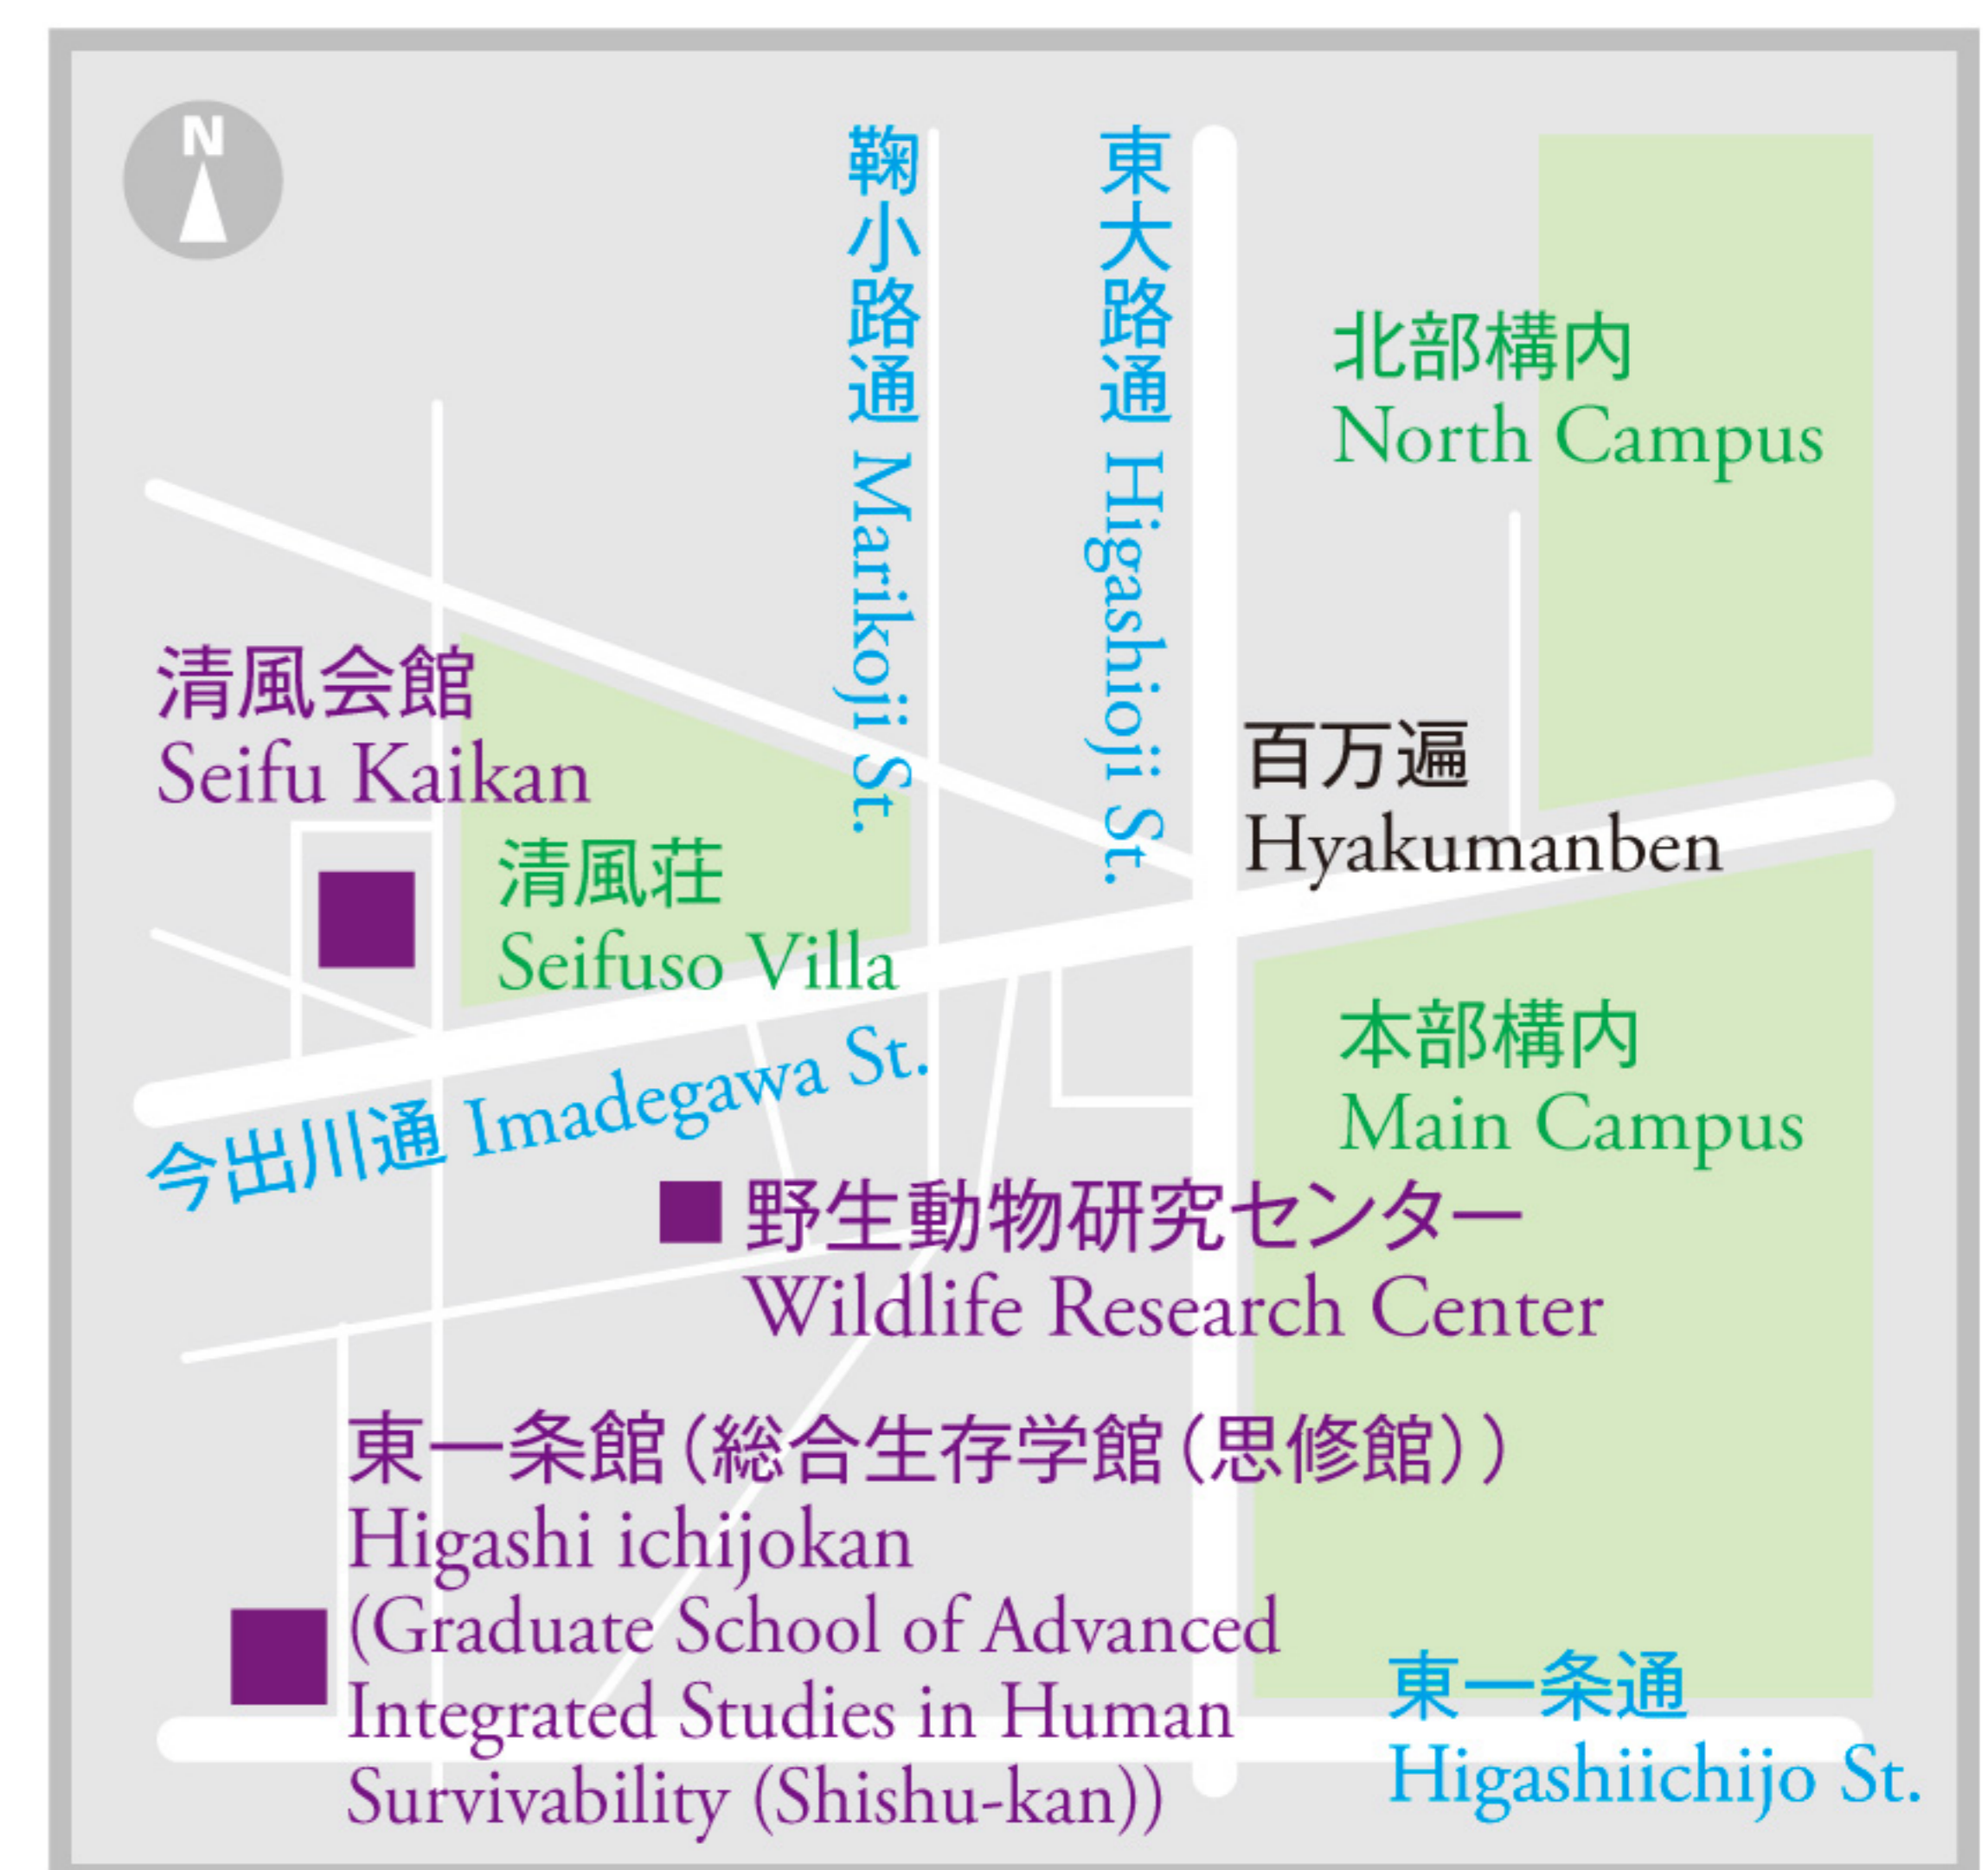 N
鞠小路通 Marikoji St.
東大路通 Higashioji St.
北部構内
North Campus
清風会館
Seifu Kaikan
百万遍
Hyakumanben
清風荘
Seifuso Villa
今出川通 Imadegawa St.
本部構内
Main Campus
野生動物研究センター
Wildlife Research Center
東一条館（総合生存学館（思修館））
Higashi ichijokan
(Graduate School of Advanced
Integrated Studies in Human
Survivability (Shishu-kan))
東一条通
Higashiichijo St.